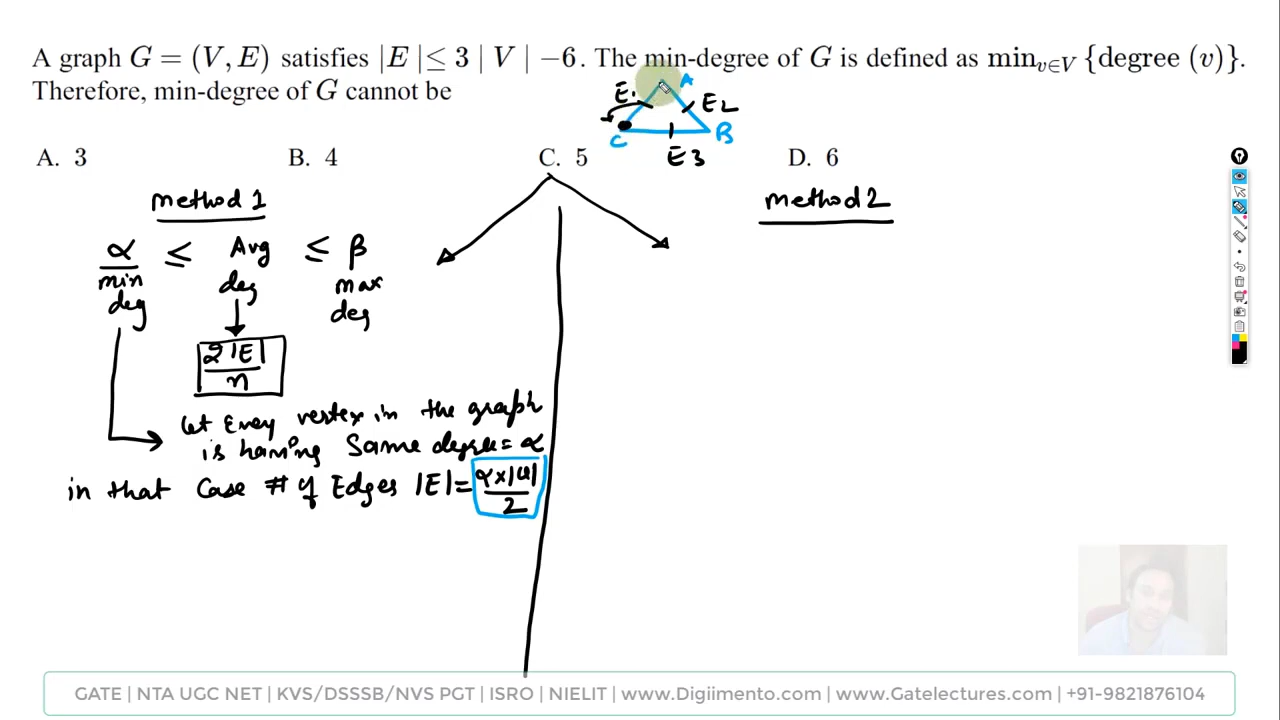 A graph G = (V, E) satisfies | E |≤ 3 | V | −6. The min-degree of G is defined as min_{v∈V} {degree (v)}.
Therefore, min-degree of G cannot be
E1 A E2
C B
E3
A. 3 B. 4 C. 5 D. 6
method 1
method 2
α ≤ Avg ≤ β
min deg max
deg deg
2|E|
n
Let Every vertex in the graph
is having Same degree = α
in that Case # of Edges |E| = α×|V|
2
GATE | NTA UGC NET | KVS/DSSSB/NVS PGT | ISRO | NIELIT | www.Digiimento.com | www.Gatelectures.com | +91-9821876104